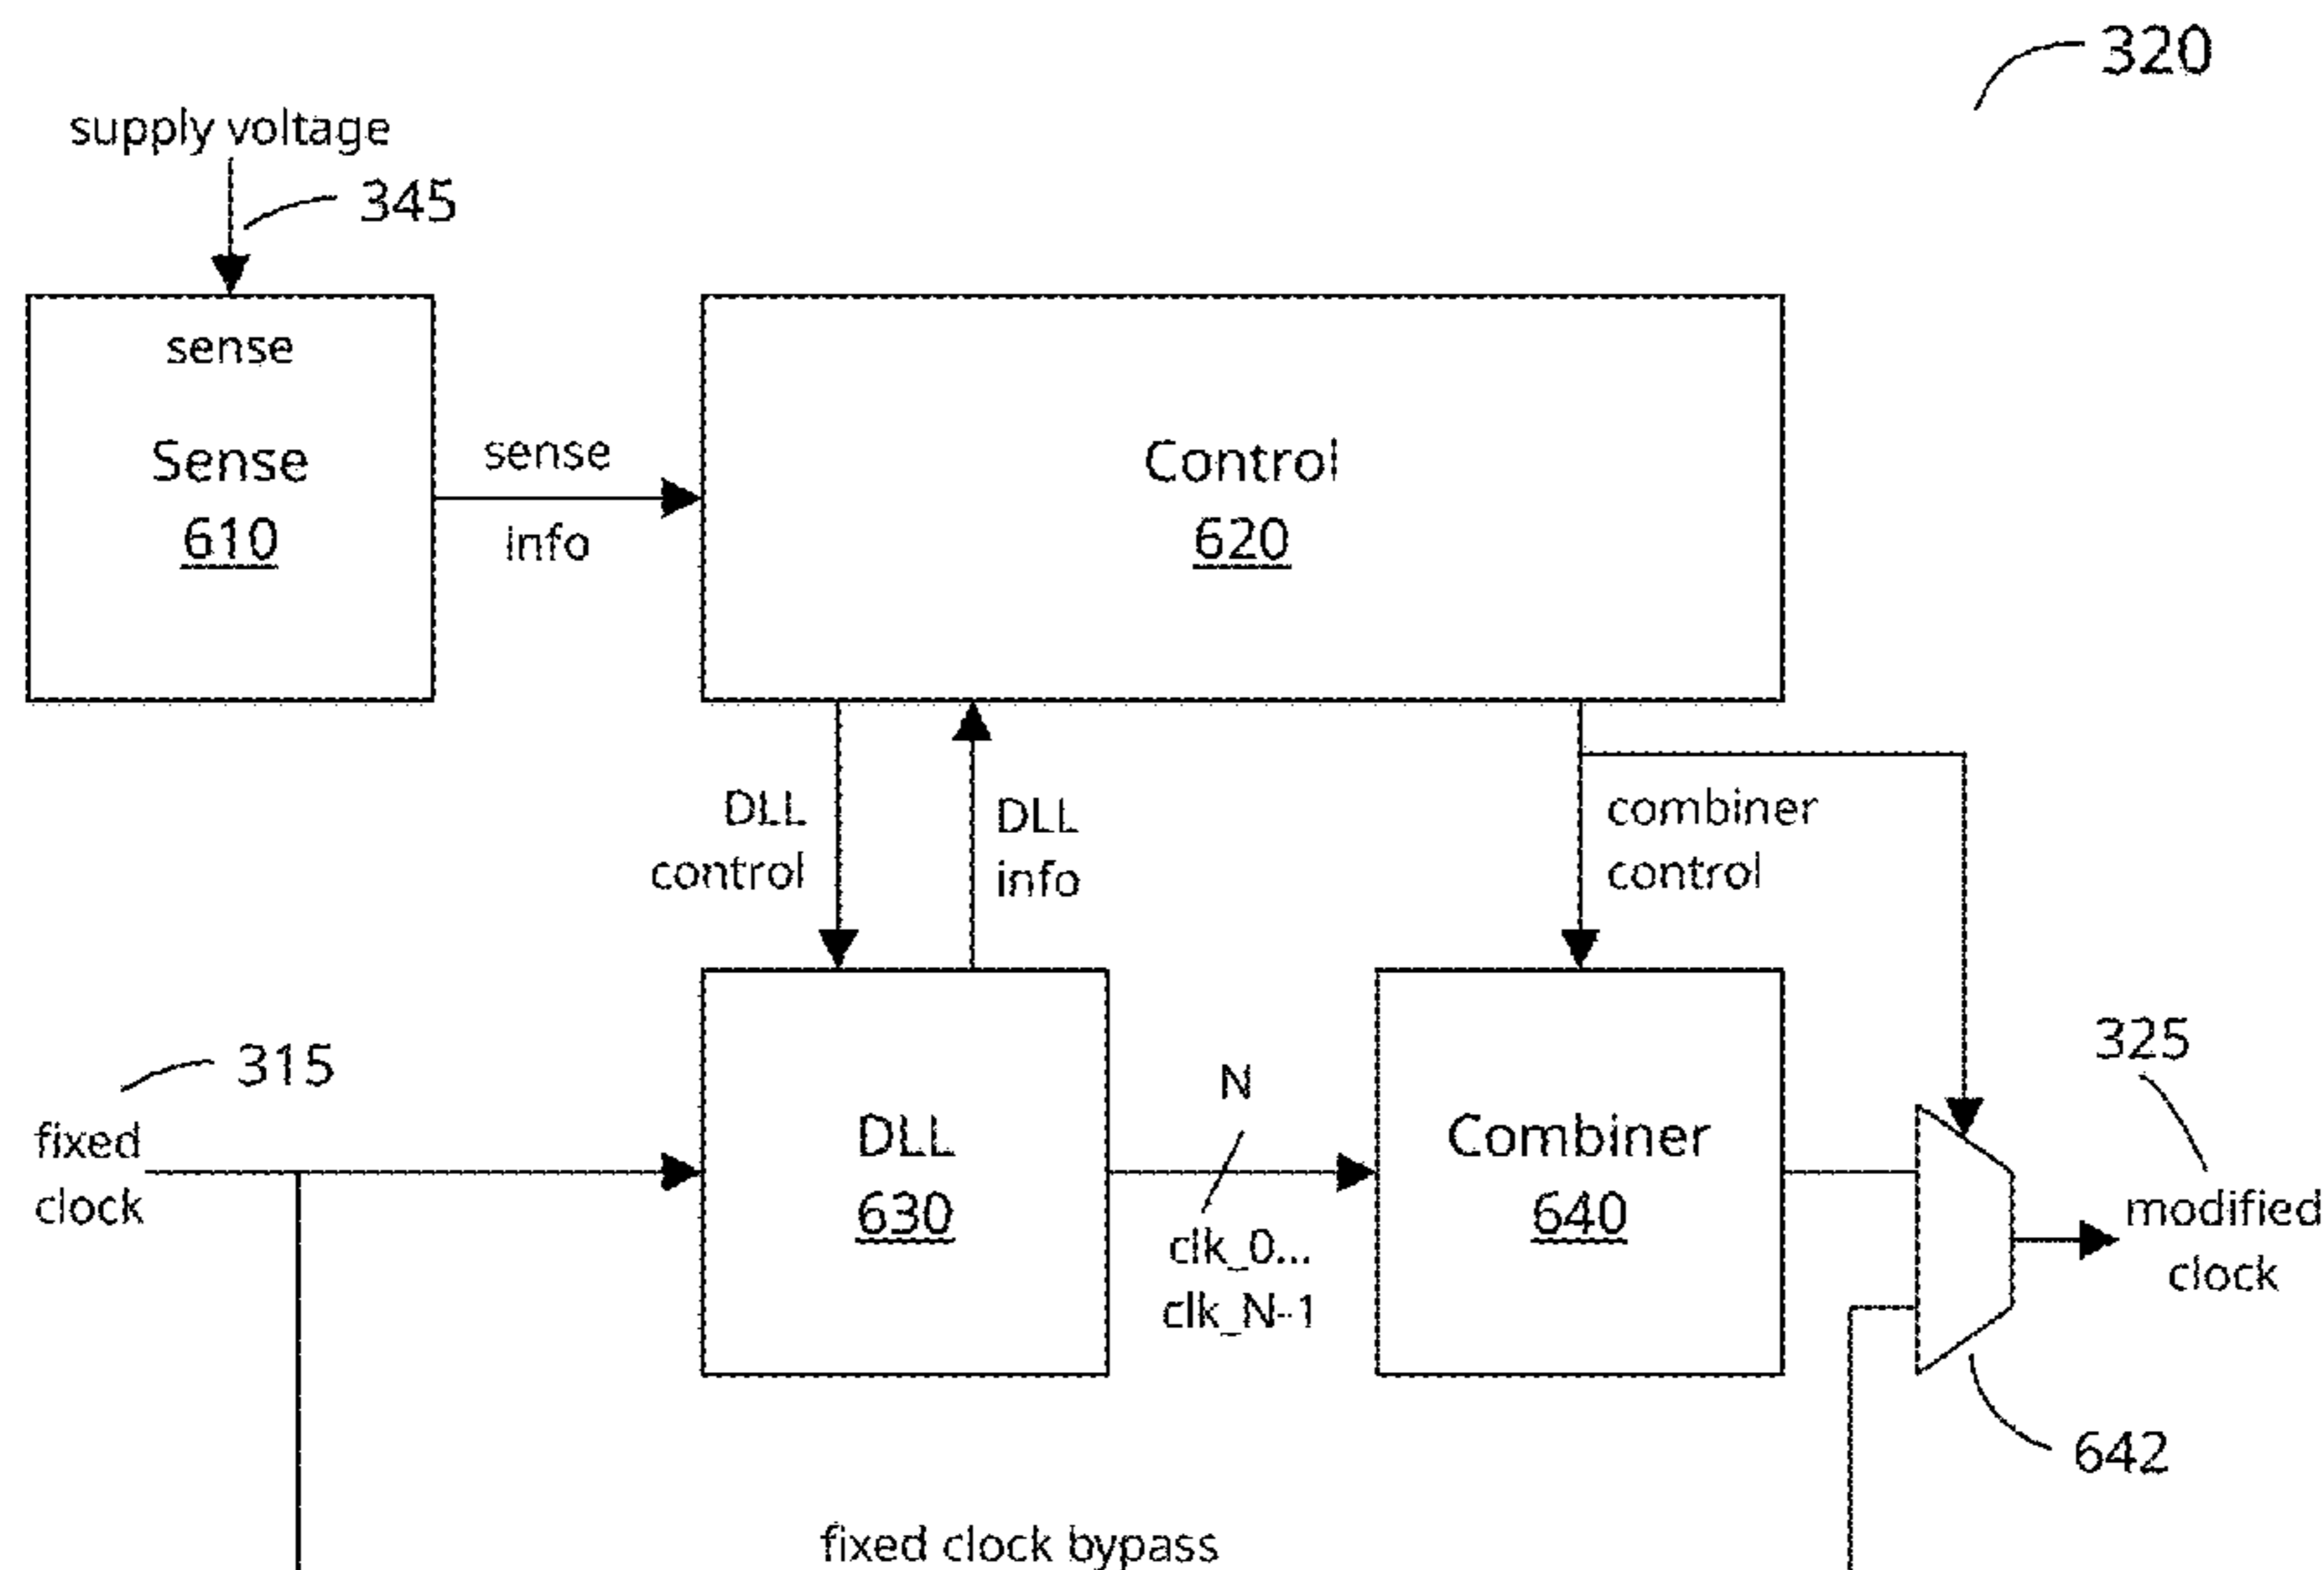 320
supply voltage
345
sense
Sense
610
sense
info
Control
620
DLL
control
DLL
info
combiner
control
315
fixed
clock
DLL
630
N
clk_0...
clk_N-1
Combiner
640
325
modified
clock
642
fixed clock bypass